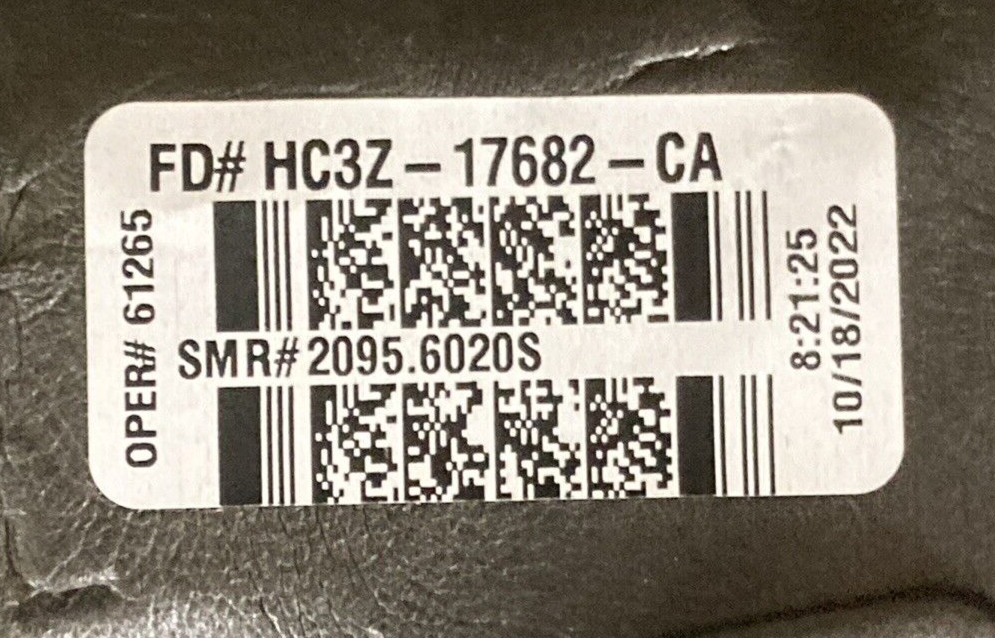 FD# HC3Z-17682-CA
OPER# 61265
SMR# 2095.6020S
8:21:25
10/18/2022